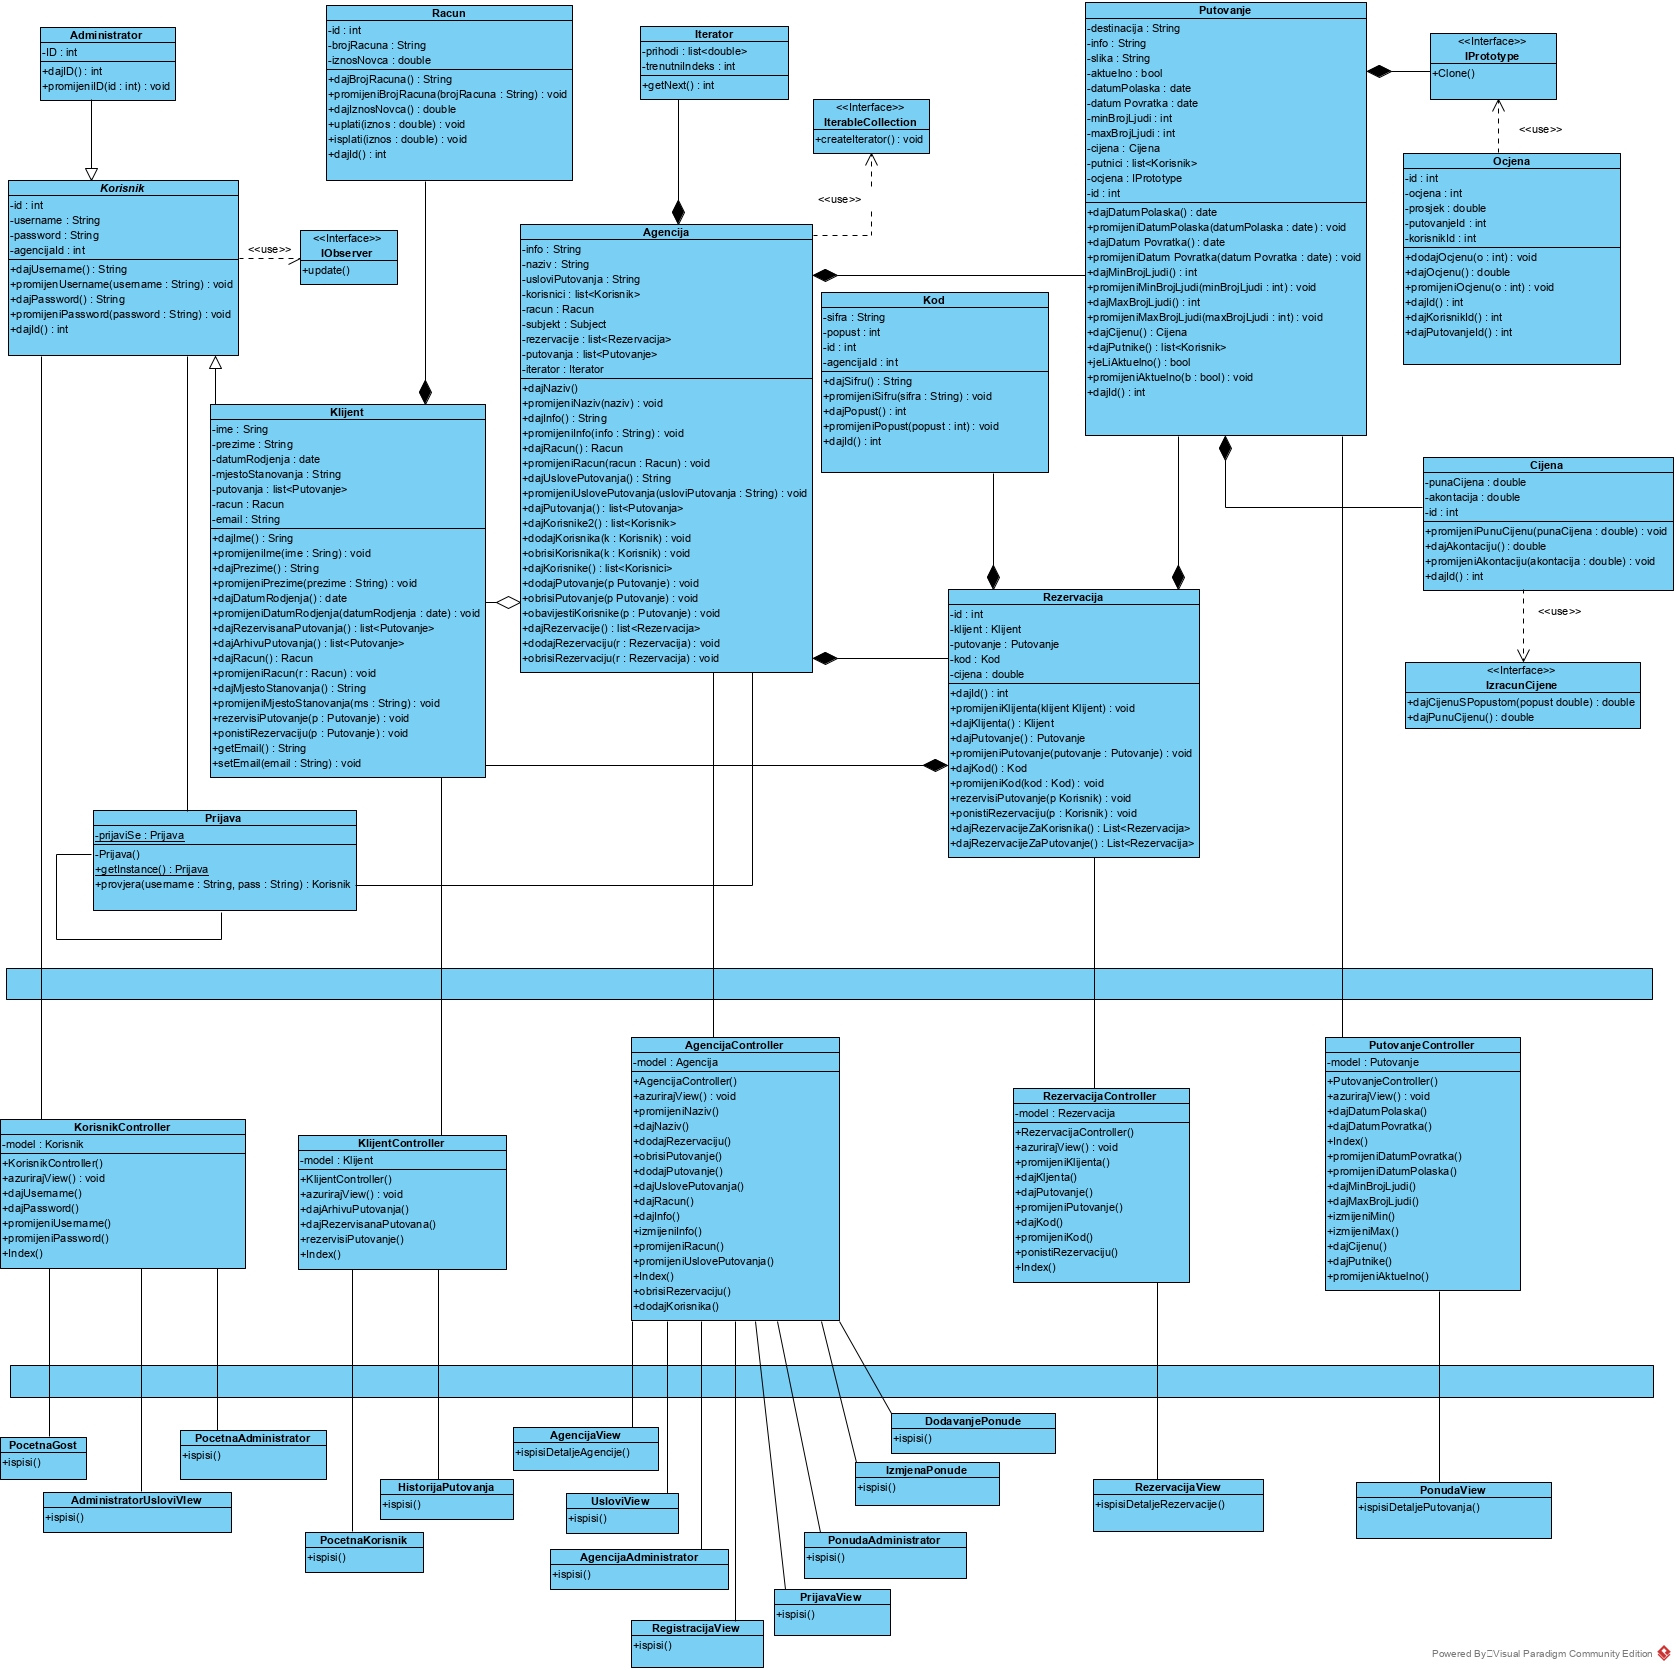 Administrator
-ID : int
+dajID() : int
+promijeniID(id : int) : void
Racun
-id : int
-brojRacuna : String
-iznosNovca : double
+dajBrojRacuna() : String
+promijeniBrojRacuna(brojRacuna : String) : void
+dajIznosNovca() : double
+uplati(iznos : double) : void
+isplati(iznos : double) : void
+dajId() : int
Iterator
-prihodi : list<double>
-trenutniIndeks : int
+getNext() : int
<<Interface>>
IterableCollection
+createIterator() : void
<<use>>
Putovanje
-destinacija : String
-info : String
-slika : String
-aktuelno : bool
-datumPolaska : date
-datum Povratka : date
-minBrojLjudi : int
-maxBrojLjudi : int
-cijena : Cijena
-putnici : list<Korisnik>
-ocjena : IPrototype
-id : int
+dajDatumPolaska() : date
+promijeniDatumPolaska(datumPolaska : date) : void
+dajDatum Povratka() : date
+promijeniDatum Povratka(datum Povratka : date) : void
+dajMinBrojLjudi() : int
+promijeniMinBrojLjudi(minBrojLjudi : int) : void
+dajMaxBrojLjudi() : int
+promijeniMaxBrojLjudi(maxBrojLjudi : int) : void
+dajCijenu() : Cijena
+dajPutnike() : list<Korisnik>
+jeLiAktuelno() : bool
+promijeniAktuelno(b : bool) : void
+dajId() : int
<<Interface>>
IPrototype
+Clone()
<<use>>
Ocjena
-id : int
-ocjena : int
-prosjek : double
-putovanjeId : int
-korisnikId : int
+dodajOcjenu(o : int) : void
+dajOcjenu() : double
+promijeniOcjenu(o : int) : void
+dajId() : int
+dajKorisnikId() : int
+dajPutovanjeId() : int
Korisnik
-id : int
-username : String
-password : String
-agencijaId : int
+dajUsername() : String
+promijenUsername(username : String) : void
+dajPassword() : String
+promijeniPassword(password : String) : void
+dajId() : int
<<use>>
<<Interface>>
IObserver
+update()
Agencija
-info : String
-naziv : String
-usloviPutovanja : String
-korisnici : list<Korisnik>
-racun : Racun
-subjekt : Subject
-rezervacije : list<Rezervacija>
-putovanja : list<Putovanje>
-iterator : Iterator
+dajNaziv()
+promijeniNaziv(naziv) : void
+dajInfo() : String
+promijeniInfo(info : String) : void
+dajRacun() : Racun
+promijeniRacun(racun : Racun) : void
+dajUslovePutovanja() : String
+promijeniUslovePutovanja(usloviPutovanja : String) : void
+dajPutovanja() : list<Putovanja>
+dajKorisnike2() : list<Korisnik>
+dodajKorisnika(k : Korisnik) : void
+obrisiKorisnika(k : Korisnik) : void
+dajKorisnike() : list<Korisnici>
+dodajPutovanje(p Putovanje) : void
+obrisiPutovanje(p Putovanje) : void
+obavijestiKorisnike(p : Putovanje) : void
+dajRezervacije() : list<Rezervacija>
+dodajRezervaciju(r : Rezervacija) : void
+obrisiRezervaciju(r : Rezervacija) : void
Kod
-sifra : String
-popust : int
-id : int
-agencijaId : int
+dajSifru() : String
+promijeniSifru(sifra : String) : void
+dajPopust() : int
+promijeniPopust(popust : int) : void
+dajId() : int
Klijent
-ime : Sring
-prezime : String
-datumRodjenja : date
-mjestoStanovanja : String
-putovanja : list<Putovanje>
-racun : Racun
-email : String
+dajIme() : Sring
+promijeniIme(ime : Sring) : void
+dajPrezime() : String
+promijeniPrezime(prezime : String) : void
+dajDatumRodjenja() : date
+promijeniDatumRodjenja(datumRodjenja : date) : void
+dajRezervisanaPutovanja() : list<Putovanje>
+dajArhivuPutovanja() : list<Putovanje>
+dajRacun() : Racun
+promijeniRacun(r : Racun) : void
+dajMjestoStanovanja() : String
+promijeniMjestoStanovanja(ms : String) : void
+rezervisiPutovanje(p : Putovanje) : void
+ponistiRezervaciju(p : Putovanje) : void
+getEmail() : String
+setEmail(email : String) : void
Cijena
-punaCijena : double
-akontacija : double
-id : int
+promijeniPunuCijenu(punaCijena : double) : void
+dajAkontaciju() : double
+promijeniAkontaciju(akontacija : double) : void
+dajId() : int
<<use>>
<<Interface>>
IzracunCijene
+dajCijenuSPopustom(popust double) : double
+dajPunuCijenu() : double
Rezervacija
-id : int
-klijent : Klijent
-putovanje : Putovanje
-kod : Kod
-cijena : double
+dajId() : int
+promijeniKlijenta(klijent Klijent) : void
+dajKlijenta() : Klijent
+dajPutovanje() : Putovanje
+promijeniPutovanje(putovanje : Putovanje) : void
+dajKod() : Kod
+promijeniKod(kod : Kod) : void
+rezervisiPutovanje(p Korisnik) : void
+ponistiRezervaciju(p : Korisnik) : void
+dajRezervacijeZaKorisnika() : List<Rezervacija>
+dajRezervacijeZaPutovanje() : List<Rezervacija>
Prijava
-prijaviSe : Prijava
-Prijava()
+getInstance() : Prijava
+provjera(username : String, pass : String) : Korisnik
KorisnikController
-model : Korisnik
+KorisnikController()
+azurirajView() : void
+dajUsername()
+dajPassword()
+promijeniUsername()
+promijeniPassword()
+Index()
KlijentController
-model : Klijent
+KlijentController()
+azurirajView() : void
+dajArhivuPutovanja()
+dajRezervisanaPutovana()
+rezervisiPutovanje()
+Index()
AgencijaController
-model : Agencija
+AgencijaController()
+azurirajView() : void
+promijeniNaziv()
+dajNaziv()
+dodajRezervaciju()
+obrisiPutovanje()
+dodajPutovanje()
+dajUslovePutovanja()
+dajRacun()
+dajInfo()
+izmijeniInfo()
+promijeniRacun()
+promijeniUslovePutovanja()
+Index()
+obrisiRezervaciju()
+dodajKorisnika()
RezervacijaController
-model : Rezervacija
+RezervacijaController()
+azurirajView() : void
+promijeniKlijenta()
+dajKljenta()
+dajPutovanje()
+promijeniPutovanje()
+dajKod()
+promijeniKod()
+ponistiRezervaciju()
+Index()
PutovanjeController
-model : Putovanje
+PutovanjeController()
+azurirajView() : void
+dajDatumPolaska()
+dajDatumPovratka()
+Index()
+promijeniDatumPovratka()
+promijeniDatumPolaska()
+dajMinBrojLjudi()
+dajMaxBrojLjudi()
+izmijeniMin()
+izmijeniMax()
+dajCijenu()
+dajPutnike()
+promijeniAktuelno()
PocetnaGost
+ispisi()
PocetnaAdministrator
+ispisi()
AdministratorUsloviVIew
+ispisi()
HistorijaPutovanja
+ispisi()
PocetnaKorisnik
+ispisi()
AgencijaView
+ispisiDetaljeAgencije()
UsloviView
+ispisi()
AgencijaAdministrator
+ispisi()
RegistracijaView
+ispisi()
PrijavaView
+ispisi()
PonudaAdministrator
+ispisi()
IzmjenaPonude
+ispisi()
DodavanjePonude
+ispisi()
RezervacijaView
+ispisiDetaljeRezervacije()
PonudaView
+ispisiDetaljePutovanja()
Powered By Visual Paradigm Community Edition